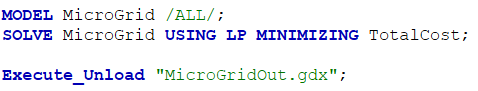 MODEL MicroGrid /ALL/;
SOLVE MicroGrid USING LP MINIMIZING TotalCost;
Execute_Unload "MicroGridOut.gdx";